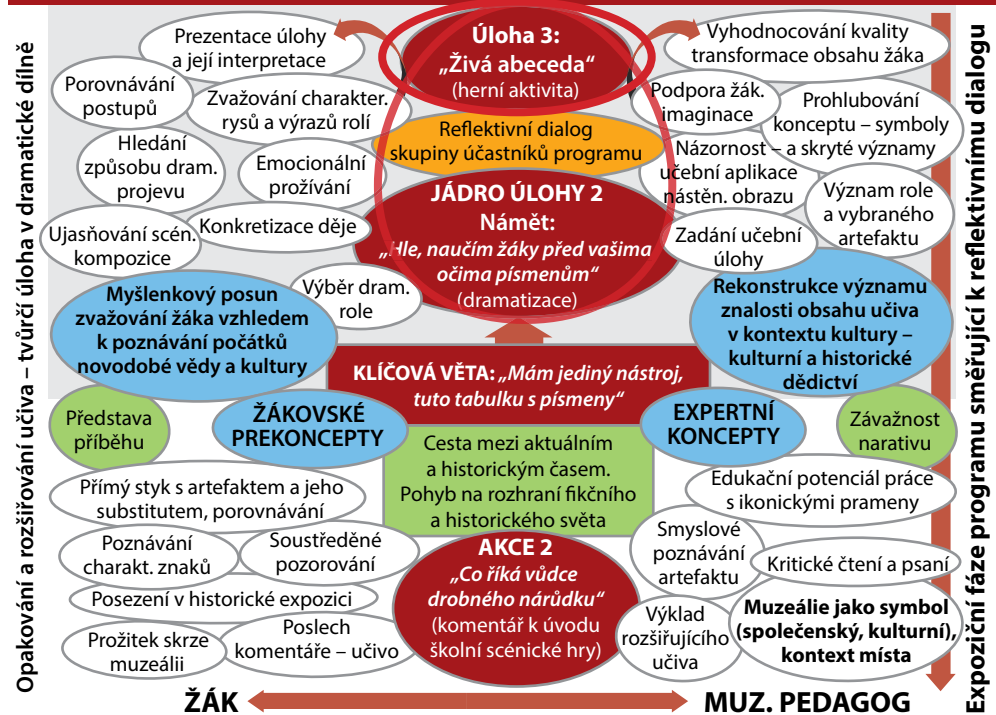 Opakování a rozšiřování učiva – tvůrčí úloha v dramatické dílně
Prezentace úlohy
a její interpretace
Porovnávání
postupů
Zvažování charakter.
rysů a výrazů rolí
Hledání
způsobu dram.
projevu
Emocionální
prožívání
Ujasňování scén.
kompozice
Konkretizace děje
Výběr dram.
role
Myšlenkový posun
zvažování žáka vzhledem
k poznávání počátků
novodobé vědy a kultury
Úloha 3:
„Živá abeceda“
(herní aktivita)
Reflektivní dialog
skupiny účastníků programu
JÁDRO ÚLOHY 2
Námět:
„Hle, naučím žáky před vašima
očima písmenům“
(dramatizace)
Vyhodnocování kvality
transformace obsahu žáka
Podpora žák.
imaginace
Prohlubování
konceptu – symboly
a skryté významy
Názornost –
učební aplikace
nástěn. obrazu
Význam role
a vybraného
artefaktu
Zadání učební
úlohy
Rekonstrukce významu
znalosti obsahu učiva
v kontextu kultury –
kulturní a historické
dědictví
KLÍČOVÁ VĚTA: „Mám jediný nástroj,
tuto tabulku s písmeny“
Představa
příběhu
ŽÁKOVSKÉ
PREKONCEPTY
EXPERTNÍ
KONCEPTY
Závažnost
narativu
Cesta mezi aktuálním
a historickým časem.
Pohyb na rozhraní fikčního
a historického světa
Přímý styk s artefaktem a jeho
substitutem, porovnávání
Poznávání
charakt. znaků
Soustředěné
pozorování
Posezení v historické expozici
Prožitek skrze
muzeálii
Poslech
komentáře – učivo
AKCE 2
„Co říká vůdce
drobného nárůdku“
(komentář k úvodu
školní scénické hry)
Edukační potenciál práce
s ikonickými prameny
Smyslové
poznávání
artefaktu
Kritické čtení a psaní
Výklad
rozšiřujícího
učiva
Muzeálie jako symbol
(společenský, kulturní),
kontext místa
ŽÁK
MUZ. PEDAGOG
Expoziční fáze programu směřující k reflektivnímu dialogu